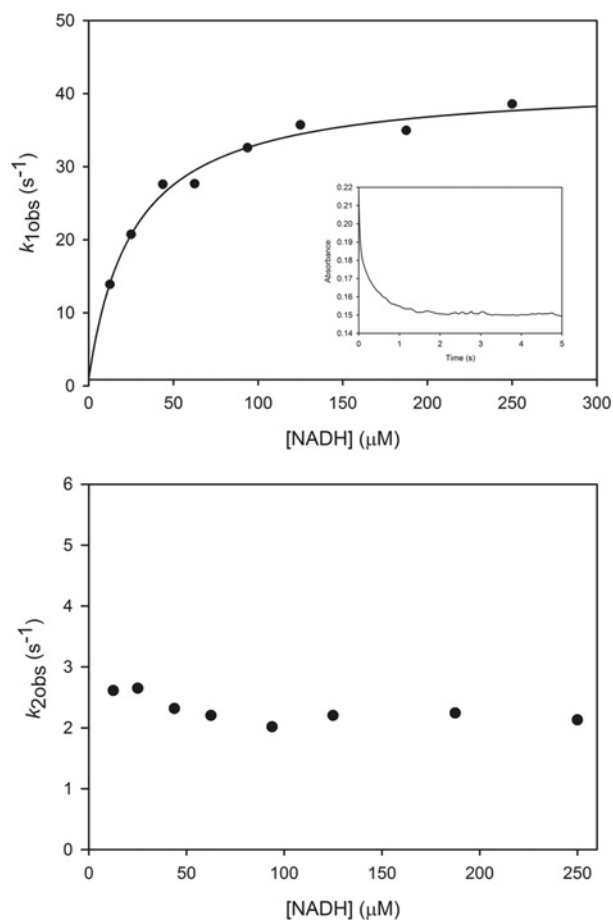 50
40
30
20
10
0
k1obs (s-1)
0 50 100 150 200 250 300
[NADH] (μM)
0.22
0.21
0.20
0.19
0.18
0.17
0.16
0.15
0.14
Absorbance
0 1 2 3 4 5
Time (s)
6
5
4
3
2
1
0
k2obs (s-1)
0 50 100 150 200 250
[NADH] (μM)